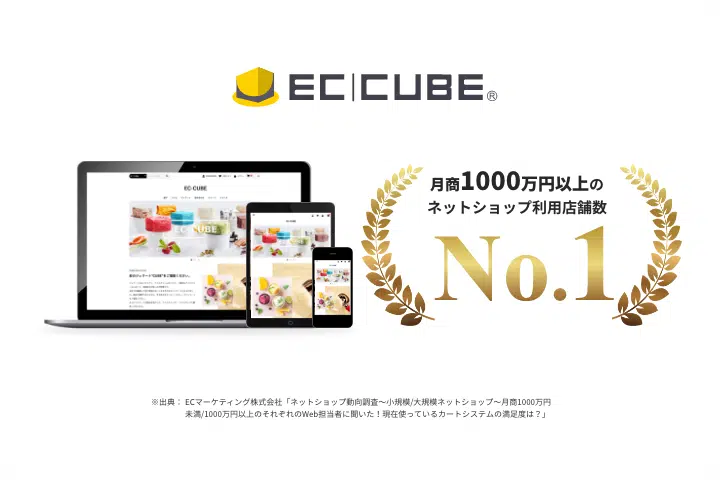 EC CUBE®
EC-CUBE
EC CUBE
月商1000万円以上の
ネットショップ利用店舗数
No.1
※出典： ECマーケティング株式会社「ネットショップ動向調査～小規模/大規模ネットショップ～月商1000万円
未満/1000万円以上のそれぞれのWeb担当者に聞いた！現在使っているカートシステムの満足度は？」